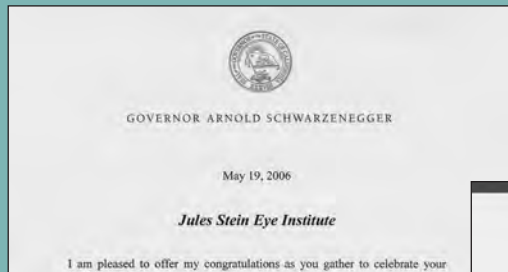 GOVERNOR ARNOLD SCHWARZENEGGER
May 19, 2006
Jules Stein Eye Institute
I am pleased to offer my congratulations as you gather to celebrate your